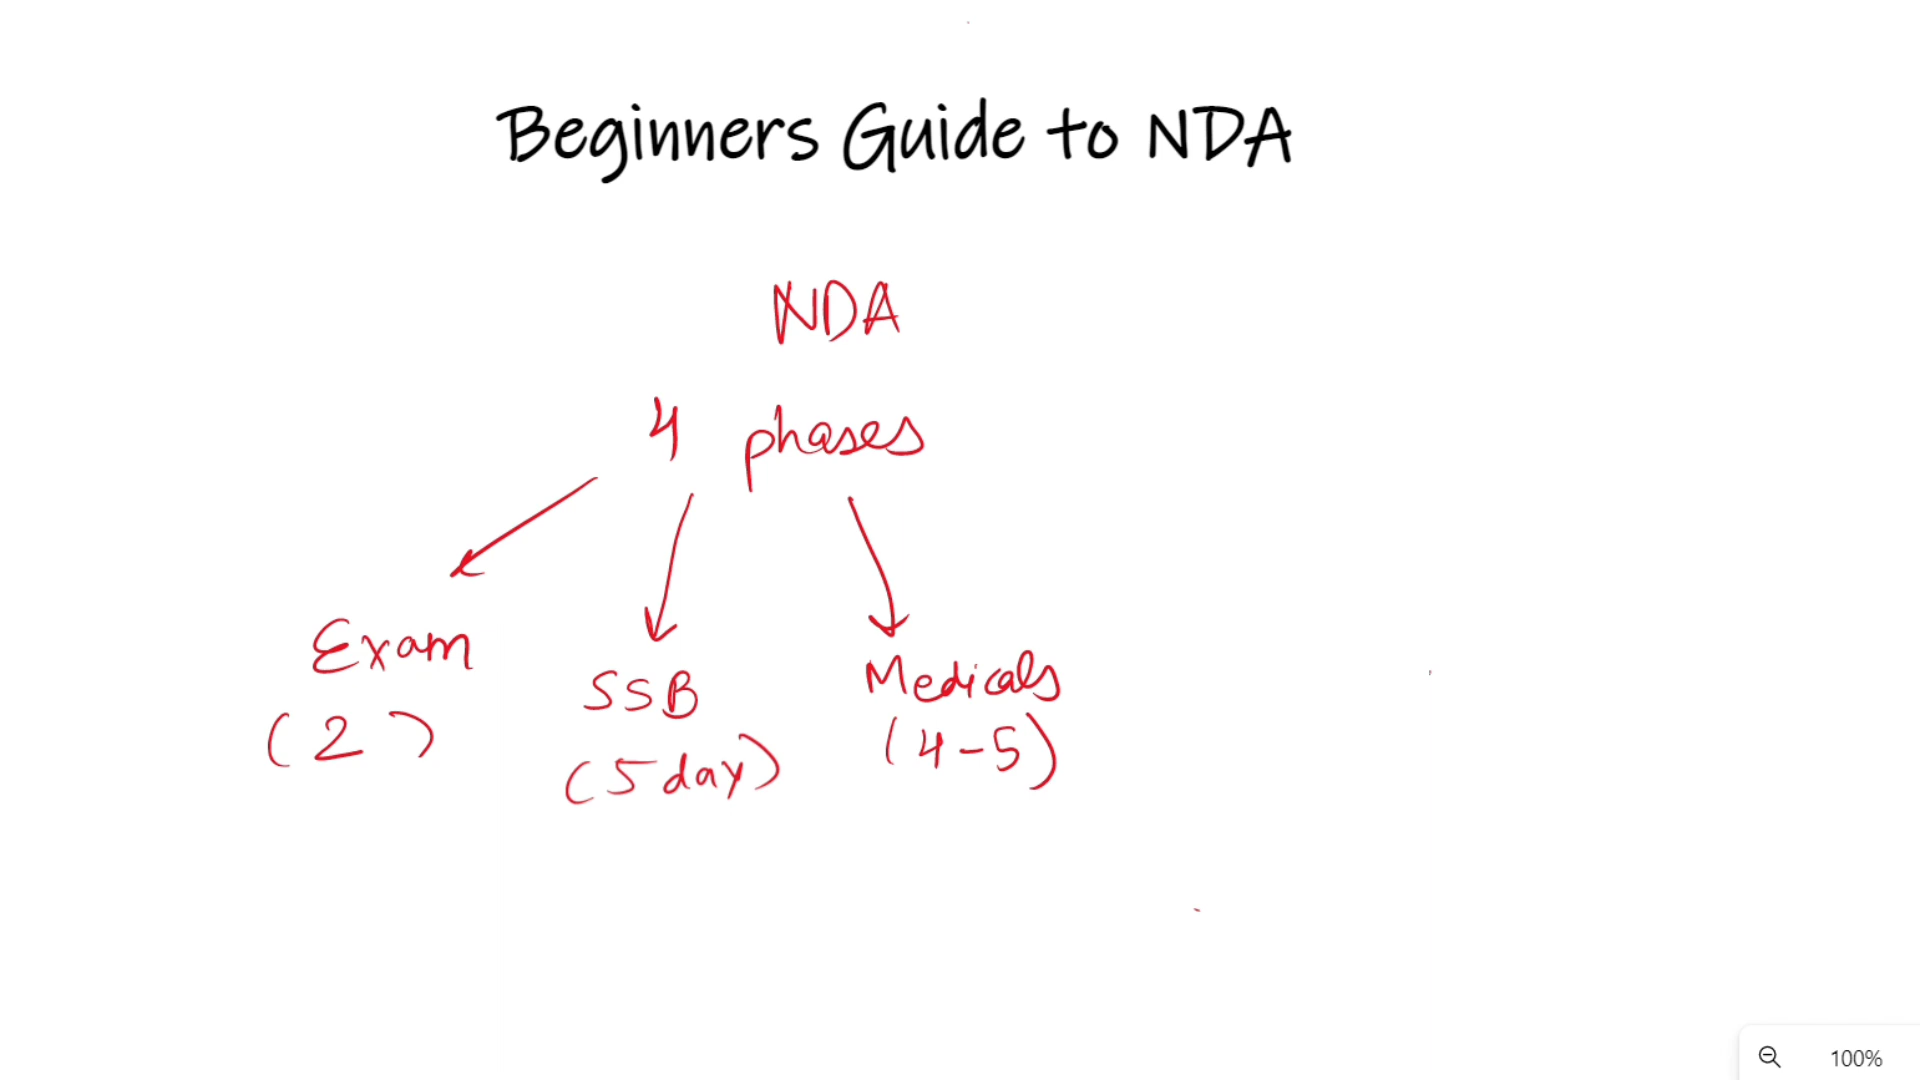 Beginners Guide to NDA
NDA
4 phases
Exam
(2)
SSB
(5 day)
Medicals
(4-5)
100%